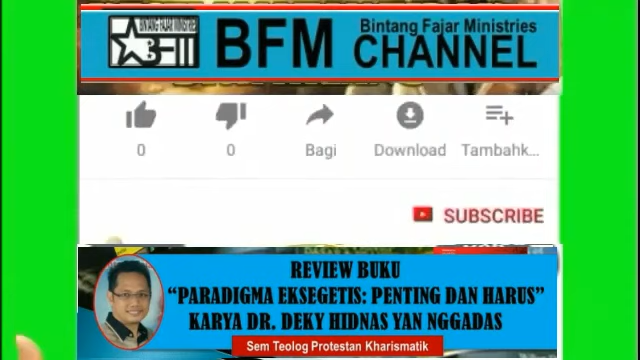 BINTANG FAJAR MINISTRIES
BFM
Bintang Fajar Ministries
CHANNEL
0
0
Bagi
Download
Tambahk...
SUBSCRIBE
REVIEW BUKU
“PARADIGMA EKSEGETIS: PENTING DAN HARUS”
KARYA DR. DEKY HIDNAS YAN NGGADAS
Sem Teolog Protestan Kharismatik